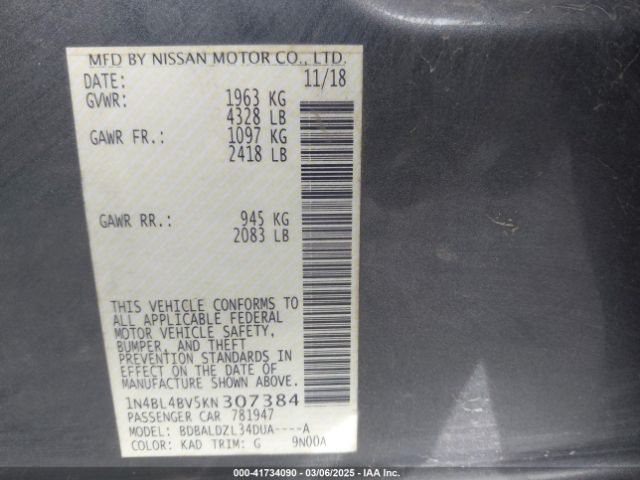 MFD BY NISSAN MOTOR CO., LTD.
DATE: 11/18
GVWR: 1963 KG
4328 LB
GAWR FR.: 1097 KG
2418 LB
GAWR RR.: 945 KG
2083 LB
THIS VEHICLE CONFORMS TO
ALL APPLICABLE FEDERAL
MOTOR VEHICLE SAFETY,
BUMPER, AND THEFT
PREVENTION STANDARDS IN
EFFECT ON THE DATE OF
MANUFACTURE SHOWN ABOVE.
1N4BL4BV5KN307384
PASSENGER CAR 781947
MODEL: BDBALDZL34DUA----A
COLOR: KAD TRIM: G 9N00A
000-41734090 - 03/06/2025 - IAAI.com